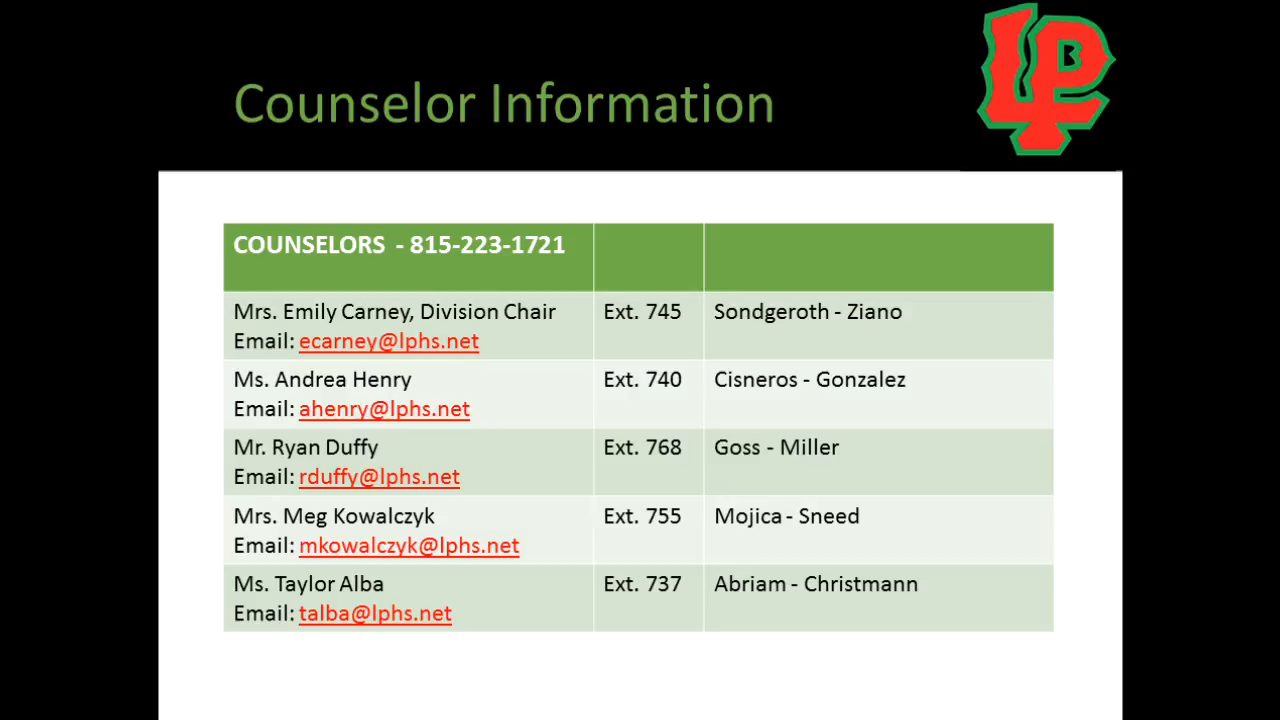 LP
B
Counselor Information
COUNSELORS - 815-223-1721
Mrs. Emily Carney, Division Chair
Email: ecarney@lphs.net
Ext. 745
Sondgeroth - Ziano
Ms. Andrea Henry
Email: ahenry@lphs.net
Ext. 740
Cisneros - Gonzalez
Mr. Ryan Duffy
Email: rduffy@lphs.net
Ext. 768
Goss - Miller
Mrs. Meg Kowalczyk
Email: mkowalczyk@lphs.net
Ext. 755
Mojica - Sneed
Ms. Taylor Alba
Email: talba@lphs.net
Ext. 737
Abriam - Christmann